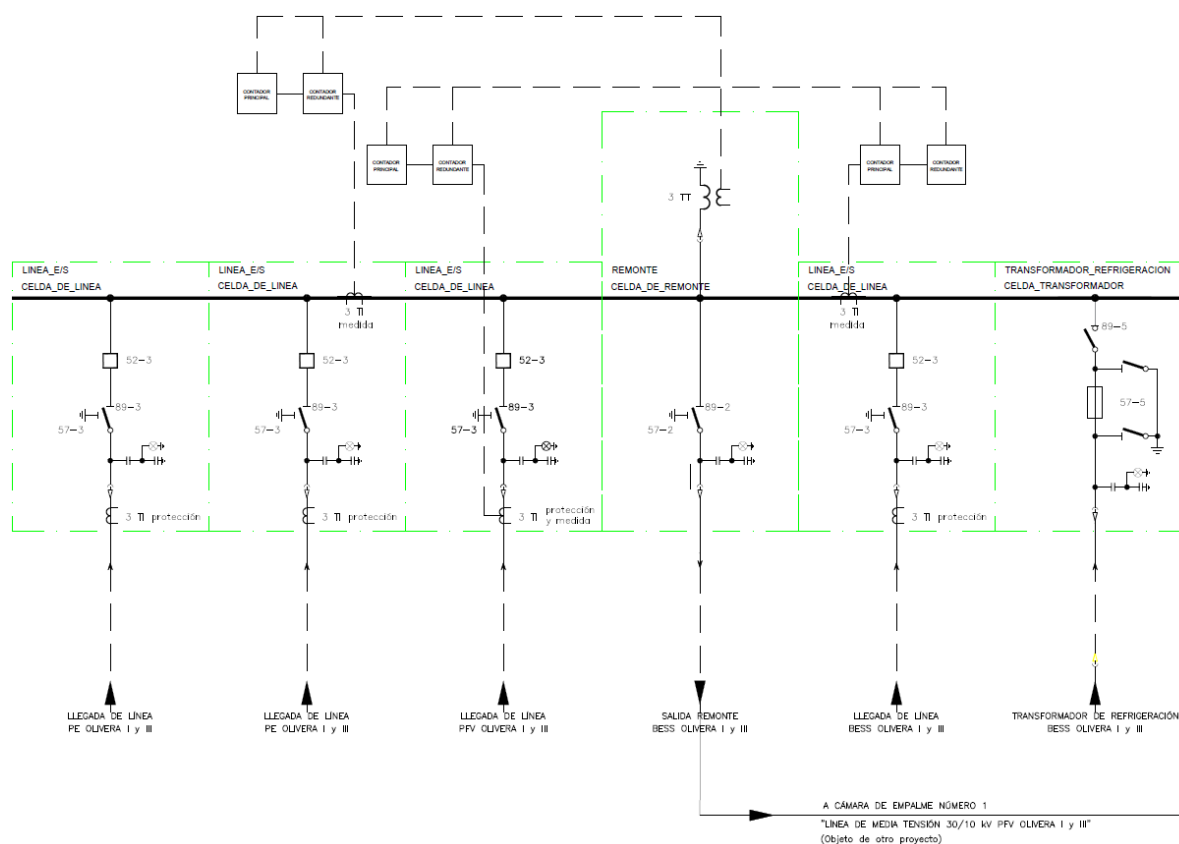 CONTADOR
PRINCIPAL
CONTADOR
REDUNDANTE
CONTADOR
PRINCIPAL
CONTADOR
REDUNDANTE
CONTADOR
PRINCIPAL
CONTADOR
REDUNDANTE
3 TT
LINEA_E/S
CELDA_DE_LINEA
LINEA_E/S
CELDA_DE_LINEA
LINEA_E/S
CELDA_DE_LINEA
REMONTE
CELDA_DE_REMONTE
LINEA_E/S
CELDA_DE_LINEA
TRANSFORMADOR_REFRIGERACION
CELDA_TRANSFORMADOR
3 TI
medida
3 TI
medida
52-3
52-3
52-3
52-3
89-5
89-3
57-3
89-3
57-3
89-3
57-3
89-2
57-2
89-3
57-3
57-5
3 TI protección
3 TI protección
3 TI protección
y medida
3 TI protección
LLEGADA DE LÍNEA
PE OLIVERA I y III
LLEGADA DE LÍNEA
PE OLIVERA I y III
LLEGADA DE LÍNEA
PFV OLIVERA I y III
SALIDA REMONTE
BESS OLIVERA I y III
LLEGADA DE LÍNEA
BESS OLIVERA I y III
TRANSFORMADOR DE REFRIGERACIÓN
BESS OLIVERA I y III
A CÁMARA DE EMPALME NÚMERO 1
"LÍNEA DE MEDIA TENSIÓN 30/10 kV PFV OLIVERA I y III"
(Objeto de otro proyecto)